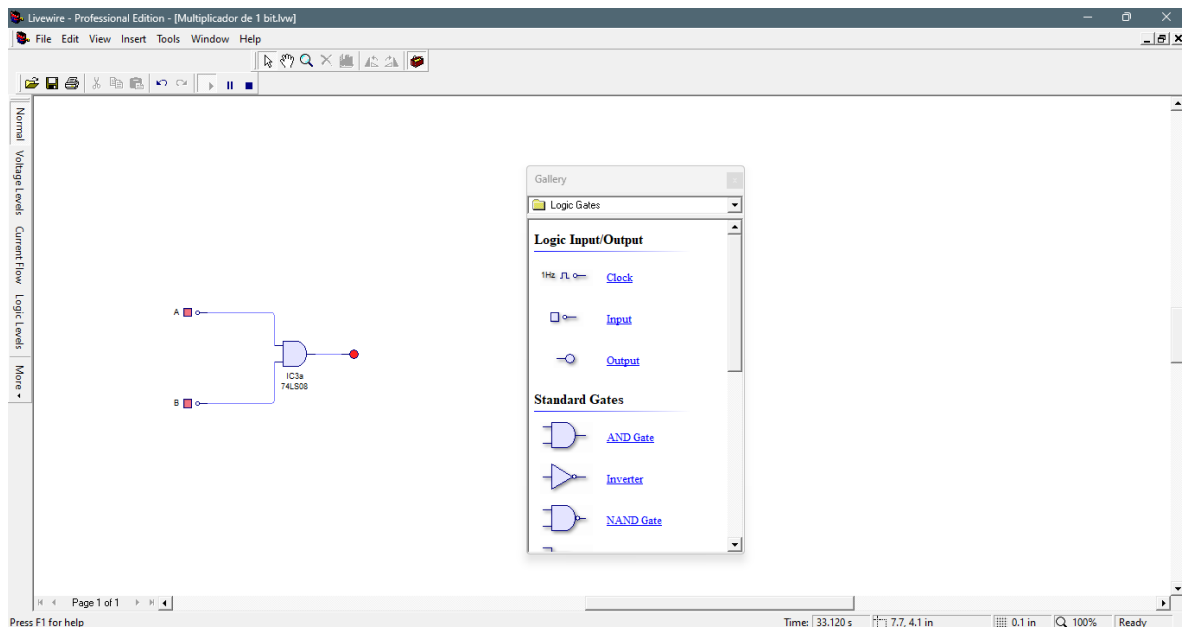 Livewire - Professional Edition - [Multiplicador de 1 bit.lvw]
File Edit View Insert Tools Window Help
Normal
Voltage Levels
Current Flow
Logic Levels
More
A
B
IC3a
74LS08
Gallery
Logic Gates
Logic Input/Output
1Hz
Clock
Input
Output
Standard Gates
AND Gate
Inverter
NAND Gate
Page 1 of 1
Press F1 for help
Time: 33.120 s
7.7, 4.1 in
0.1 in
100%
Ready